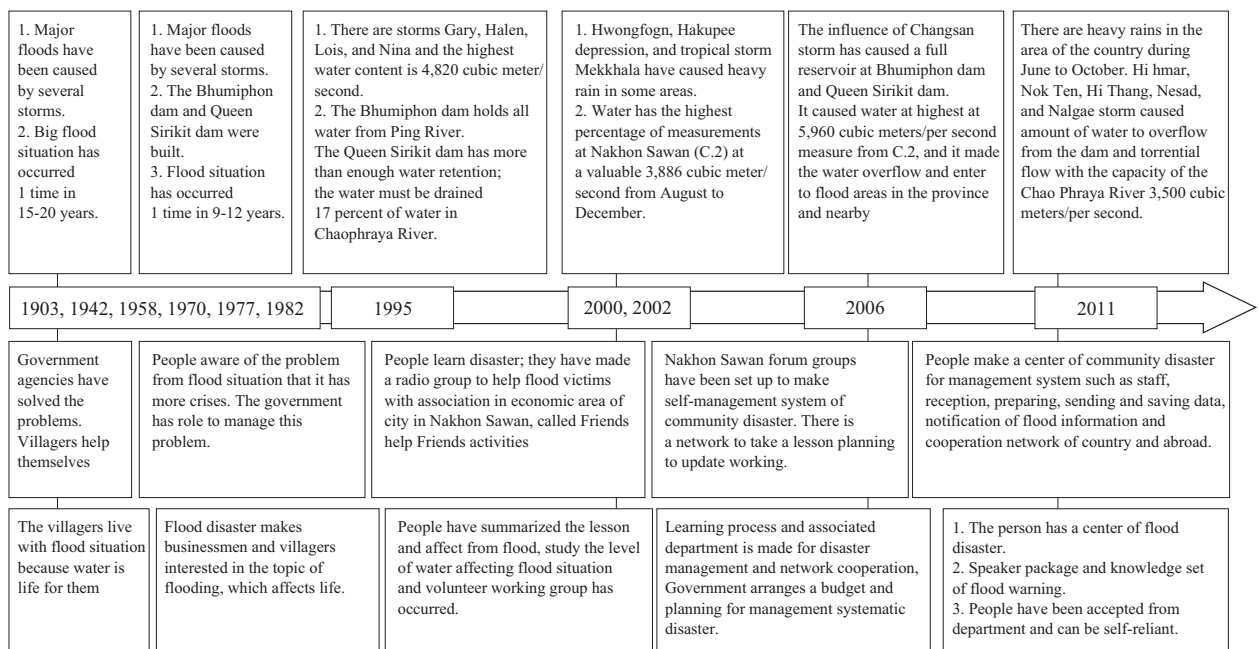 1. Major
floods have
been caused
by several
storms.
2. Big flood
situation has
occurred
1 time in
15-20 years.
1. Major floods
have been caused
by several storms.
2. The Bhumiphon
dam and Queen
Sirikit dam were
built.
3. Flood situation
has occurred
1 time in 9-12 years.
1. There are storms Gary, Halen,
Lois, and Nina and the highest
water content is 4,820 cubic meter/
second.
2. The Bhumiphon dam holds all
water from Ping River.
The Queen Sirikit dam has more
than enough water retention;
the water must be drained
17 percent of water in
Chaophraya River.
1. Hwongfogn, Hakupee
depression, and tropical storm
Mekkhala have caused heavy
rain in some areas.
2. Water has the highest
percentage of measurements
at Nakhon Sawan (C.2) at
a valuable 3,886 cubic meter/
second from August to
December.
The influence of Changsan
storm has caused a full
reservoir at Bhumiphon dam
and Queen Sirikit dam.
It caused water at highest at
5,960 cubic meters/per second
measure from C.2, and it made
the water overflow and enter
to flood areas in the province
and nearby
There are heavy rains in the
area of the country during
June to October. Hi hmar,
Nok Ten, Hi Thang, Nesad,
and Nalgae storm caused
amount of water to overflow
from the dam and torrential
flow with the capacity of the
Chao Phraya River 3,500 cubic
meters/per second.
1903, 1942, 1958, 1970, 1977, 1982
1995
2000, 2002
2006
2011
Government
agencies have
solved the
problems.
Villagers help
themselves
People aware of the problem
from flood situation that it has
more crises. The government
has role to manage this
problem.
People learn disaster; they have made
a radio group to help flood victims
with association in economic area of
city in Nakhon Sawan, called Friends
help Friends activities
Nakhon Sawan forum groups
have been set up to make
self-management system of
community disaster. There is
a network to take a lesson planning
to update working.
People make a center of community disaster
for management system such as staff,
reception, preparing, sending and saving data,
notification of flood information and
cooperation network of country and abroad.
The villagers live
with flood situation
because water is
life for them
Flood disaster makes
businessmen and villagers
interested in the topic of
flooding, which affects life.
People have summarized the lesson
and affect from flood, study the level
of water affecting flood situation
and volunteer working group has
occurred.
Learning process and associated
department is made for disaster
management and network cooperation,
Government arranges a budget and
planning for management systematic
disaster.
1. The person has a center of flood
disaster.
2. Speaker package and knowledge set
of flood warning.
3. People have been accepted from
department and can be self-reliant.